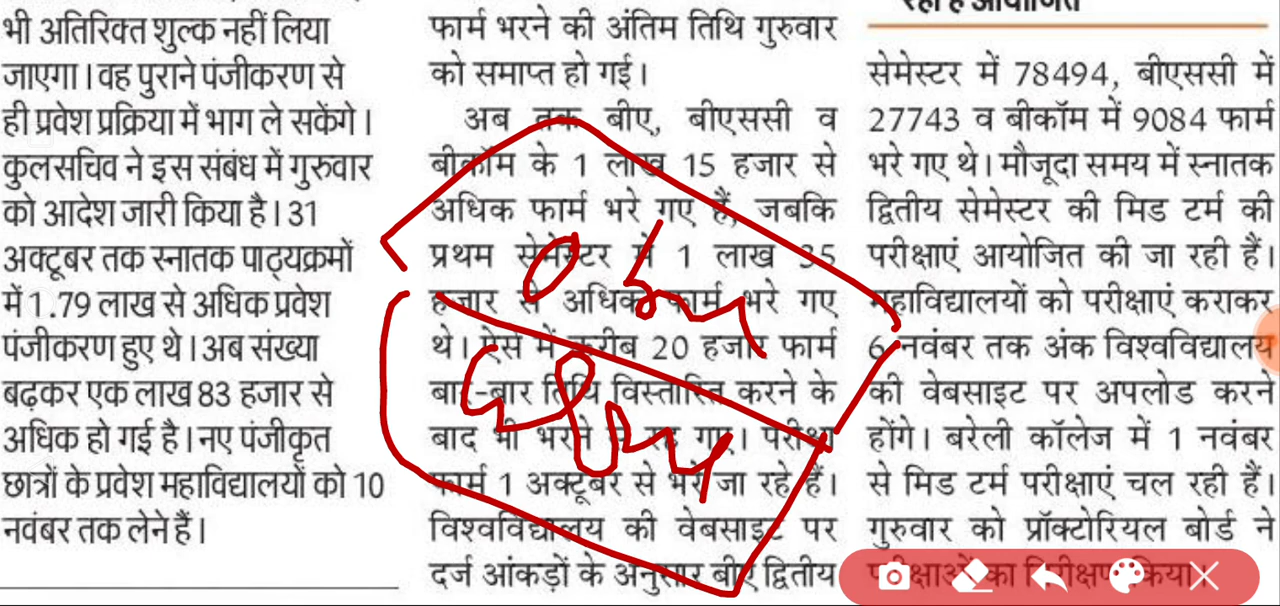 भी अतिरिक्त शुल्क नहीं लिया
जाएगा। वह पुराने पंजीकरण से
ही प्रवेश प्रक्रिया में भाग ले सकेंगे।
कुलसचिव ने इस संबंध में गुरुवार
को आदेश जारी किया है। 31
अक्टूबर तक स्नातक पाठ्यक्रमों
में 1.79 लाख से अधिक प्रवेश
पंजीकरण हुए थे। अब संख्या
बढ़कर एक लाख 83 हजार से
अधिक हो गई है। नए पंजीकृत
छात्रों के प्रवेश महाविद्यालयों को 10
नवंबर तक लेने हैं।
फार्म भरने की अंतिम तिथि गुरुवार
को समाप्त हो गई।
अब तक बीए, बीएससी व
बीकॉम के 1 लाख 15 हजार से
अधिक फार्म भरे गए हैं, जबकि
प्रथम सेमेस्टर में 1 लाख 35
हजार से अधिक फार्म भरे गए
थे। ऐसे में करीब 20 हजार फार्म
बार-बार तिथि विस्तारित करने के
बाद भी भरने गए। परीक्षा
फार्म 1 अक्टूबर से भरे जा रहे हैं।
विश्वविद्यालय की वेबसाइट पर
दर्ज आंकड़ों के अनुसार बीए द्वितीय
सेमेस्टर में 78494, बीएससी में
27743 व बीकॉम में 9084 फार्म
भरे गए थे। मौजूदा समय में स्नातक
द्वितीय सेमेस्टर की मिड टर्म की
परीक्षाएं आयोजित की जा रही हैं।
महाविद्यालयों को परीक्षाएं कराकर
6 नवंबर तक अंक विश्वविद्यालय
की वेबसाइट पर अपलोड करने
होंगे। बरेली कॉलेज में 1 नवंबर
से मिड टर्म परीक्षाएं चल रही हैं।
गुरुवार को प्रॉक्टोरियल बोर्ड ने
परीक्षाओं का निरीक्षण किया।